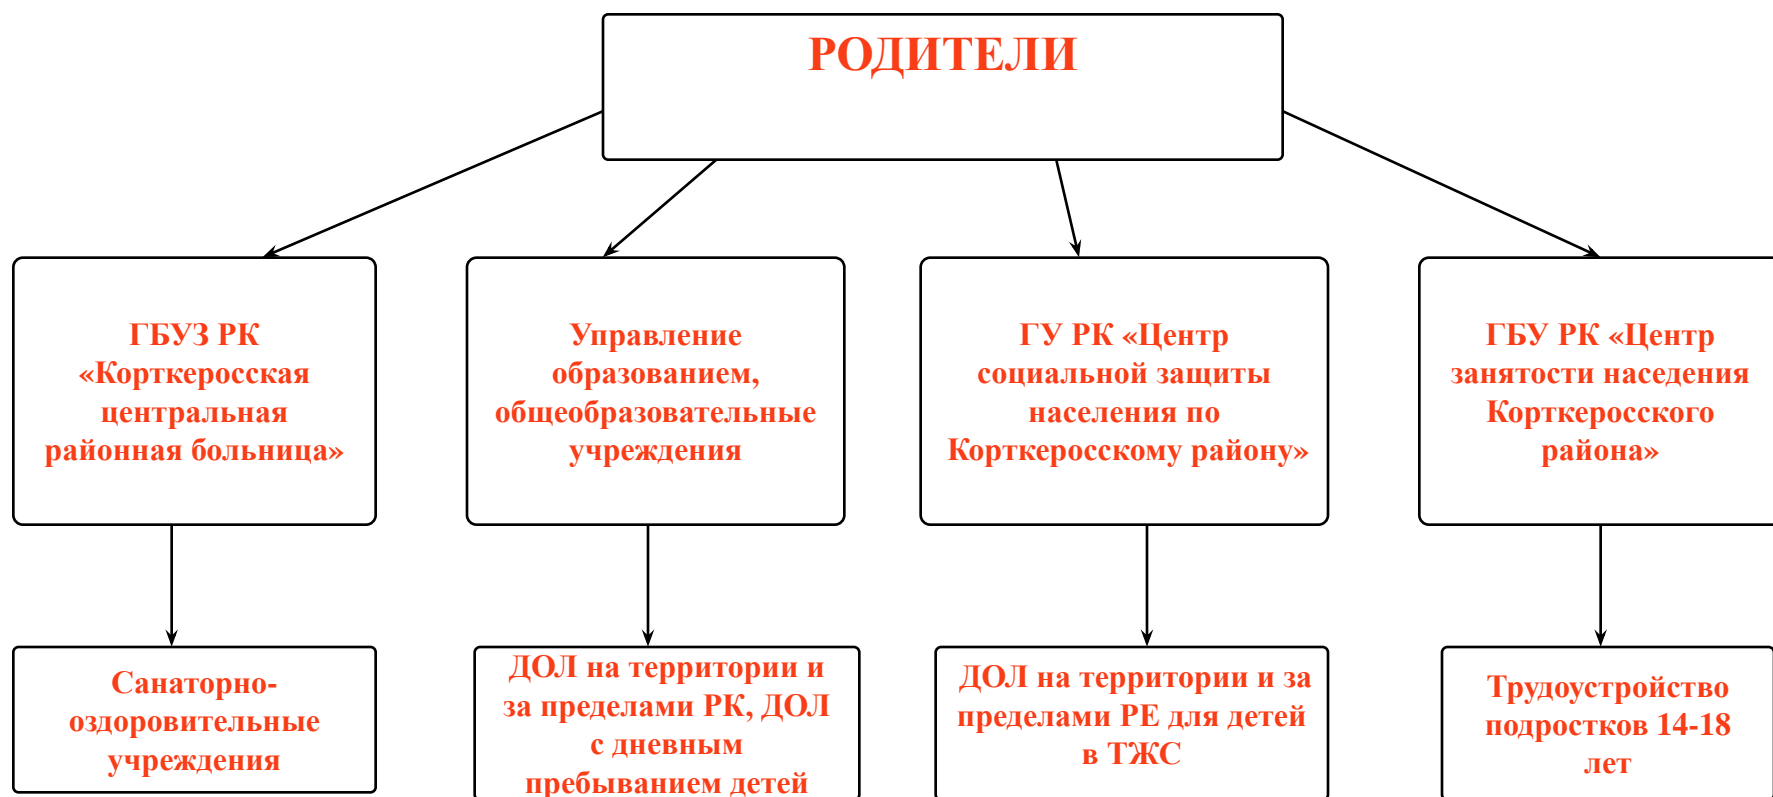 РОДИТЕЛИ
ГБУЗ РК
«Корткеросская
центральная
районная больница»
Управление
образованием,
общеобразовательные
учреждения
ГУ РК «Центр
социальной защиты
населения по
Корткеросскому району»
ГБУ РК «Центр
занятости наседения
Корткеросского
района»
Санаторно-
оздоровительные
учреждения
ДОЛ на территории и
за пределами РК, ДОЛ
с дневным
пребыванием детей
ДОЛ на территории и за
пределами РЕ для детей
в ТЖС
Трудоустройство
подростков 14-18
лет